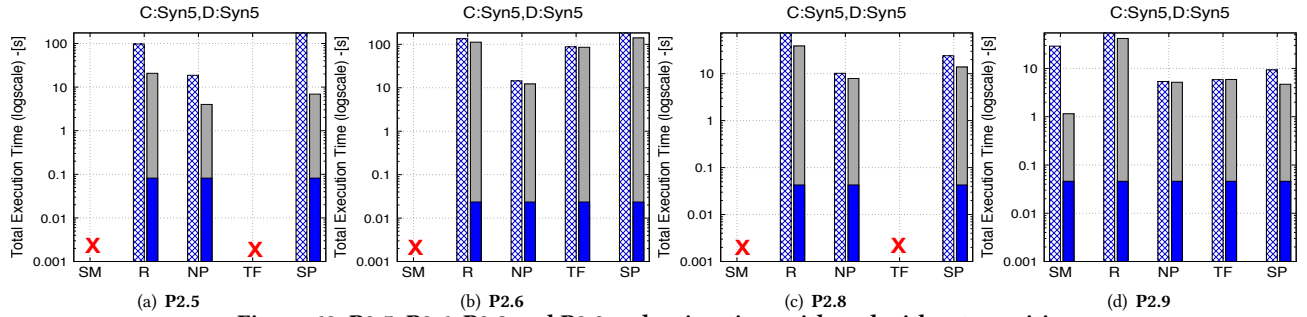 C:Syn5,D:Syn5
Total Execution Time (logscale) -[s]
100
10
1
0.1
0.01
0.001
X
X
SM R NP TF SP
(a) P2.5
C:Syn5,D:Syn5
Total Execution Time (logscale) -[s]
100
10
1
0.1
0.01
0.001
X
SM R NP TF SP
(b) P2.6
C:Syn5,D:Syn5
Total Execution Time (logscale) -[s]
10
1
0.1
0.01
0.001
X
X
SM R NP TF SP
(c) P2.8
C:Syn5,D:Syn5
Total Execution Time (logscale) -[s]
10
1
0.1
0.01
0.001
SM R NP TF SP
(d) P2.9